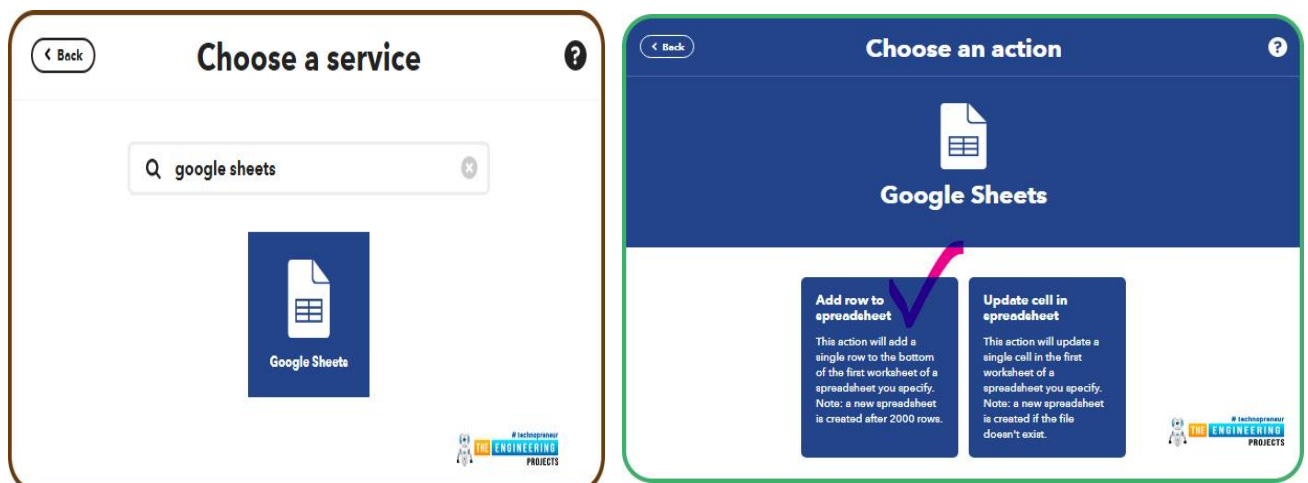 < Back
Choose a service
?
google sheets
Google Sheets
# technopreneur
THE ENGINEERING
PROJECTS
< Back
Choose an action
?
Google Sheets
Add row to
spreadsheet
This action will add a
single row to the bottom
of the first worksheet of a
spreadsheet you specify.
Note: a new spreadsheet
is created after 2000 rows.
Update cell in
spreadsheet
This action will update a
single cell in the first
worksheet of a
spreadsheet you specify.
Note: a new spreadsheet
is created if the file
doesn't exist.
# technopreneur
THE ENGINEERING
PROJECTS